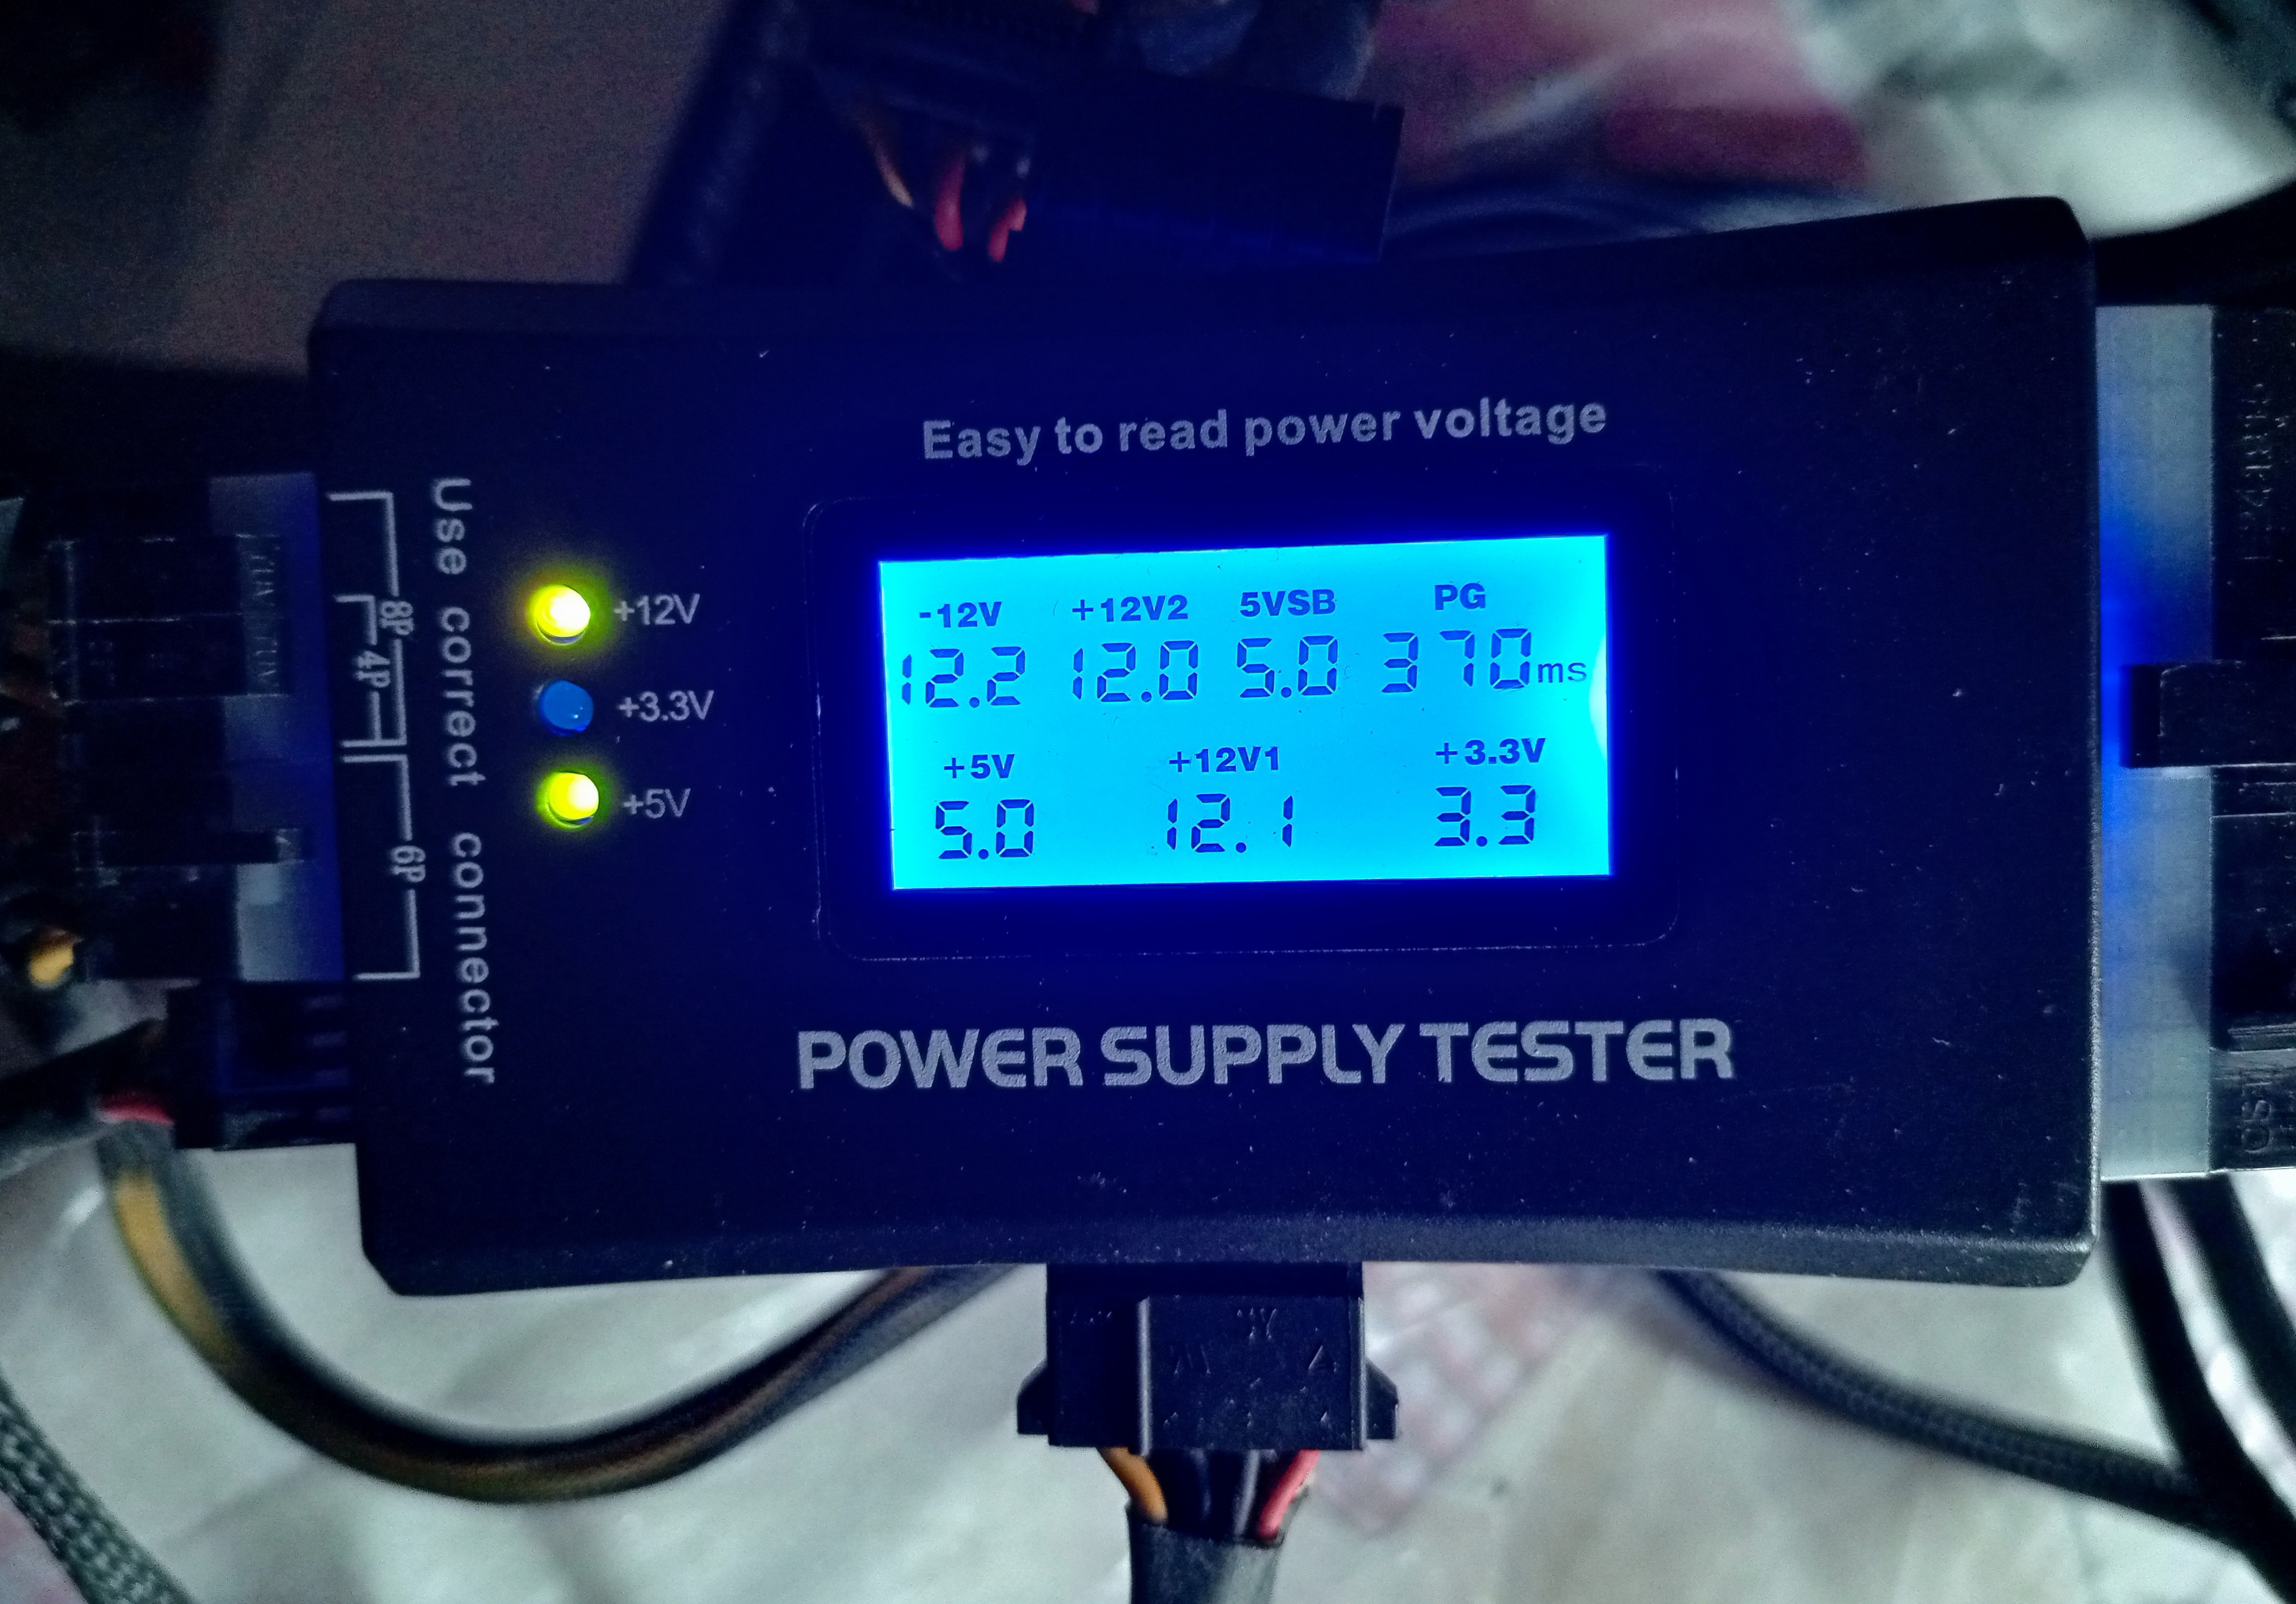 Easy to read power voltage
Use correct connector
8P
4P
6P
+12V
+3.3V
+5V
-12V +12V2 5VSB PG
12.2 12.0 5.0 370ms
+5V +12V1 +3.3V
5.0 12.1 3.3
POWER SUPPLY TESTER